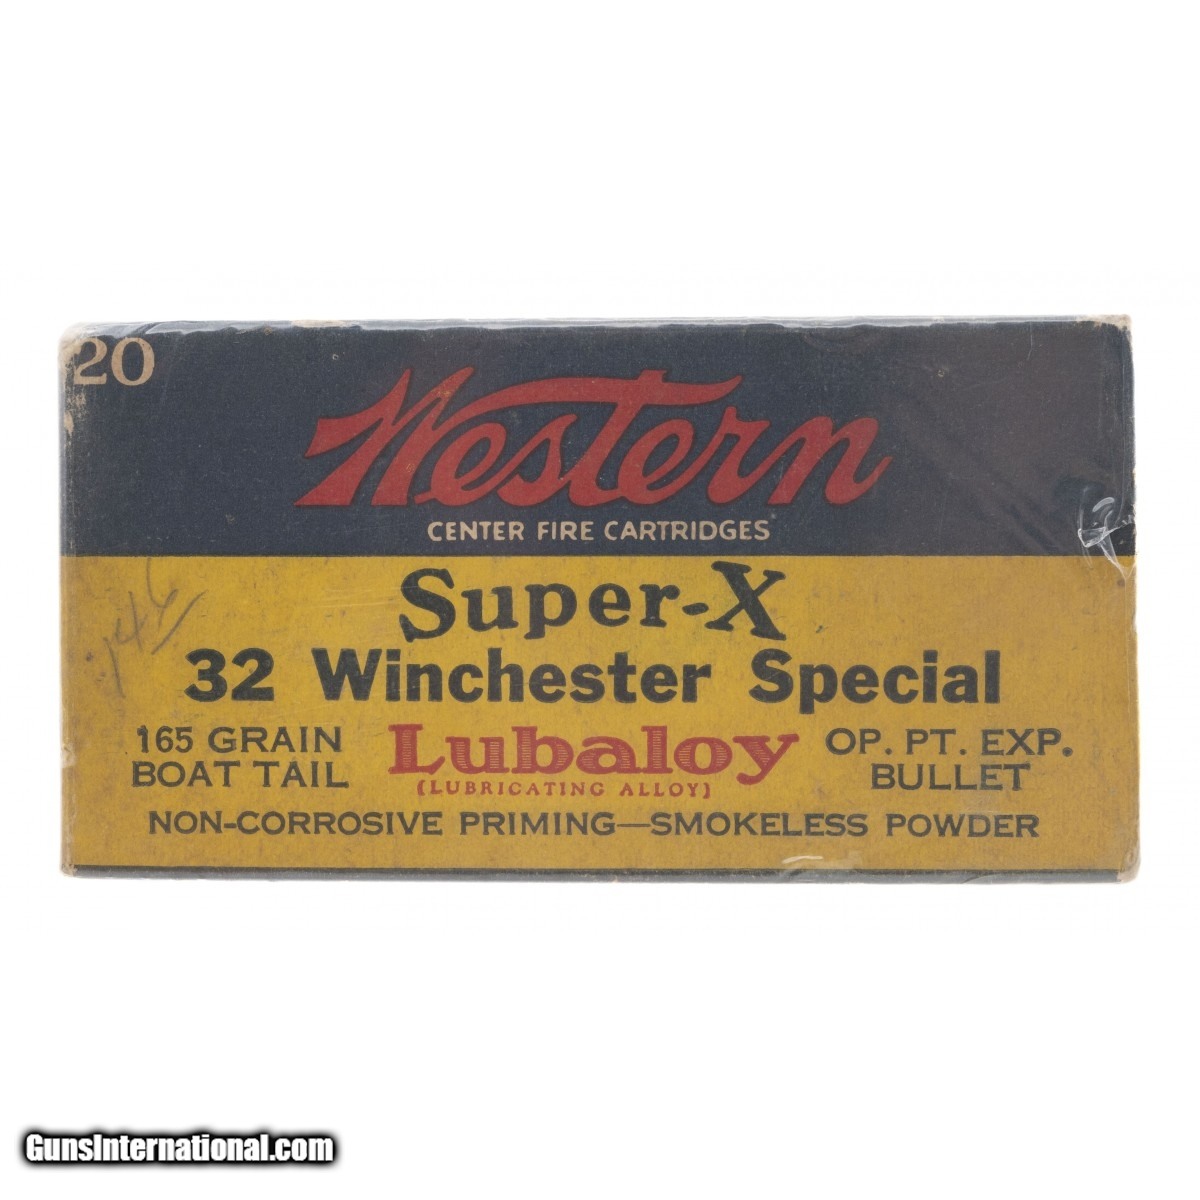 20
Western
CENTER FIRE CARTRIDGES
Super-X
32 Winchester Special
165 GRAIN
BOAT TAIL
Lubaloy
(LUBRICATING ALLOY)
OP. PT. EXP.
BULLET
NON-CORROSIVE PRIMING—SMOKELESS POWDER
GunsInternational.com